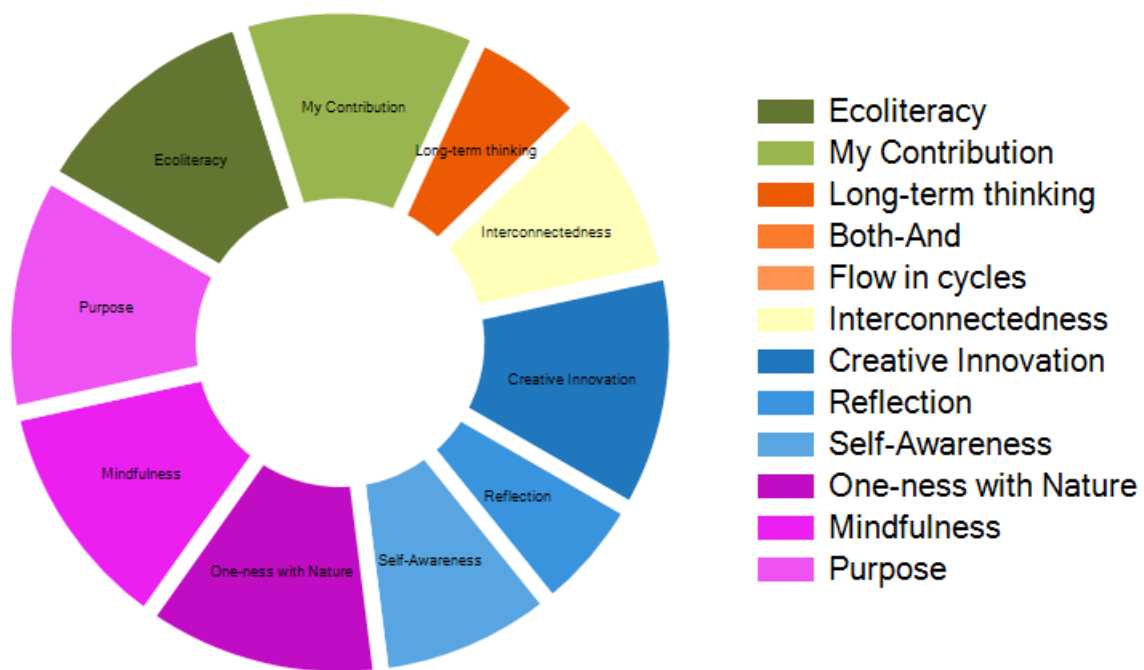 My Contribution
Long-term thinking
Ecoliteracy
Interconnectedness
Purpose
Creative Innovation
Mindfulness
Reflection
Self-Awareness
One-ness with Nature
Ecoliteracy
My Contribution
Long-term thinking
Both-And
Flow in cycles
Interconnectedness
Creative Innovation
Reflection
Self-Awareness
One-ness with Nature
Mindfulness
Purpose